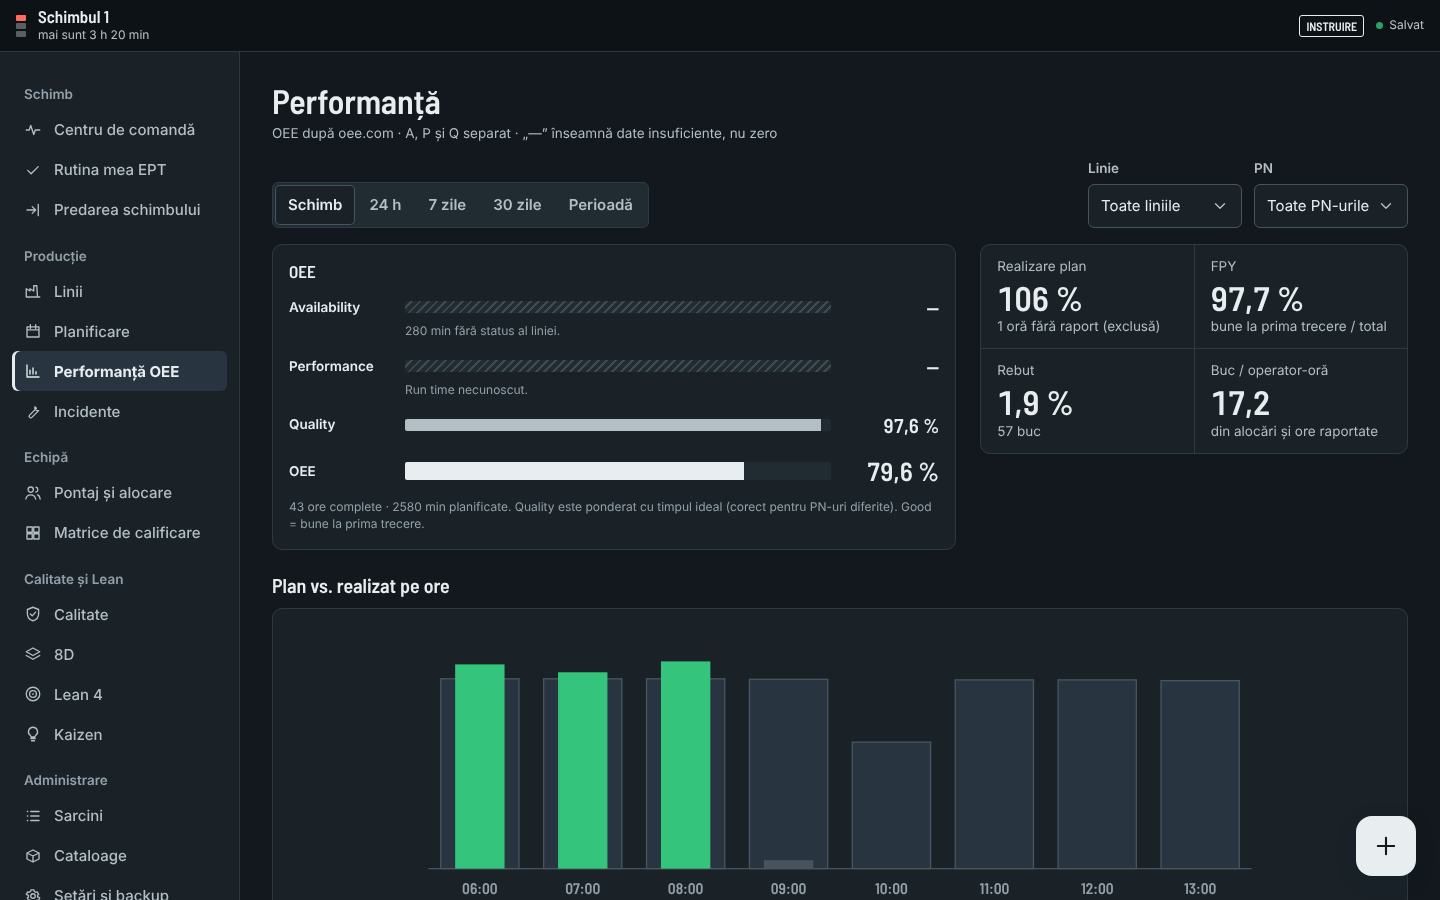 Schimbul 1
mai sunt 3 h 20 min
INSTRUIRE
Salvat
Schimb
Centru de comandă
Rutina mea EPT
Predarea schimbului
Producție
Linii
Planificare
Performanță OEE
Incidente
Echipă
Pontaj și alocare
Matrice de calificare
Calitate și Lean
Calitate
8D
Lean 4
Kaizen
Administrare
Sarcini
Cataloage
Setări și backup
Performanță
OEE după oee.com · A, P și Q separat · „—” înseamnă date insuficiente, nu zero
Schimb 24 h 7 zile 30 zile Perioadă
Linie
Toate liniile
PN
Toate PN-urile
OEE
Availability —
280 min fără status al liniei.
Performance —
Run time necunoscut.
Quality 97,6 %
OEE 79,6 %
43 ore complete · 2580 min planificate. Quality este ponderat cu timpul ideal (corect pentru PN-uri diferite). Good
= bune la prima trecere.
Realizare plan
106 %
1 oră fără raport (exclusă)
FPY
97,7 %
bune la prima trecere / total
Rebut
1,9 %
57 buc
Buc / operator-oră
17,2
din alocări și ore raportate
Plan vs. realizat pe ore
06:00 07:00 08:00 09:00 10:00 11:00 12:00 13:00